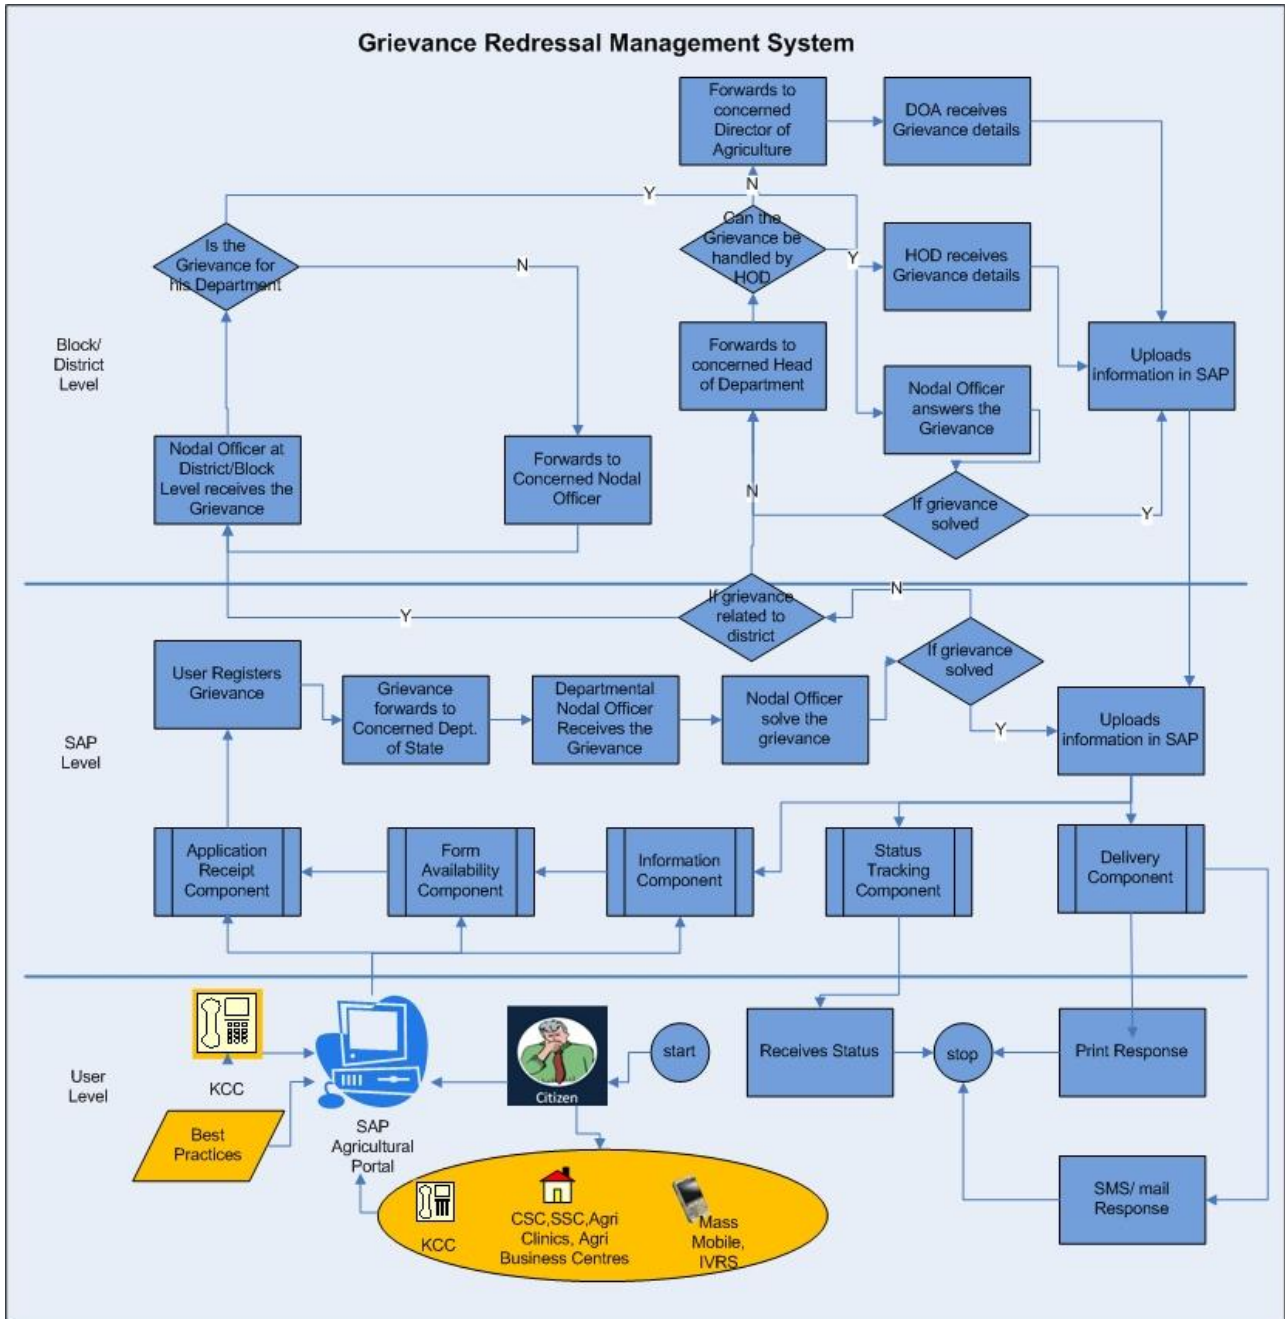 Grievance Redressal Management System
Forwards to
concerned
Director of
Agriculture
DOA receives
Grievance details
Y
N
Is the
Grievance for
his Department
N
Can the
Grievance be
handled by
HOD
Y
HOD receives
Grievance details
Block/
District
Level
Forwards to
concerned Head
of Department
Uploads
information in SAP
Nodal Officer
answers the
Grievance
Nodal Officer at
District/Block
Level receives the
Grievance
Forwards to
Concerned Nodal
Officer
N
If grievance
solved
Y
Y
If grievance
related to
district
N
If grievance
solved
Y
User Registers
Grievance
Grievance
forwards to
Concerned Dept.
of State
Departmental
Nodal Officer
Receives the
Grievance
Nodal Officer
solve the
grievance
Uploads
information in SAP
SAP
Level
Application
Receipt
Component
Form
Availability
Component
Information
Component
Status
Tracking
Component
Delivery
Component
KCC
User
Level
Citizen
start
Receives Status
stop
Print Response
Best
Practices
SAP
Agricultural
Portal
KCC
CSC,SSC,Agri
Clinics, Agri
Business Centres
Mass
Mobile,
IVRS
SMS/ mail
Response